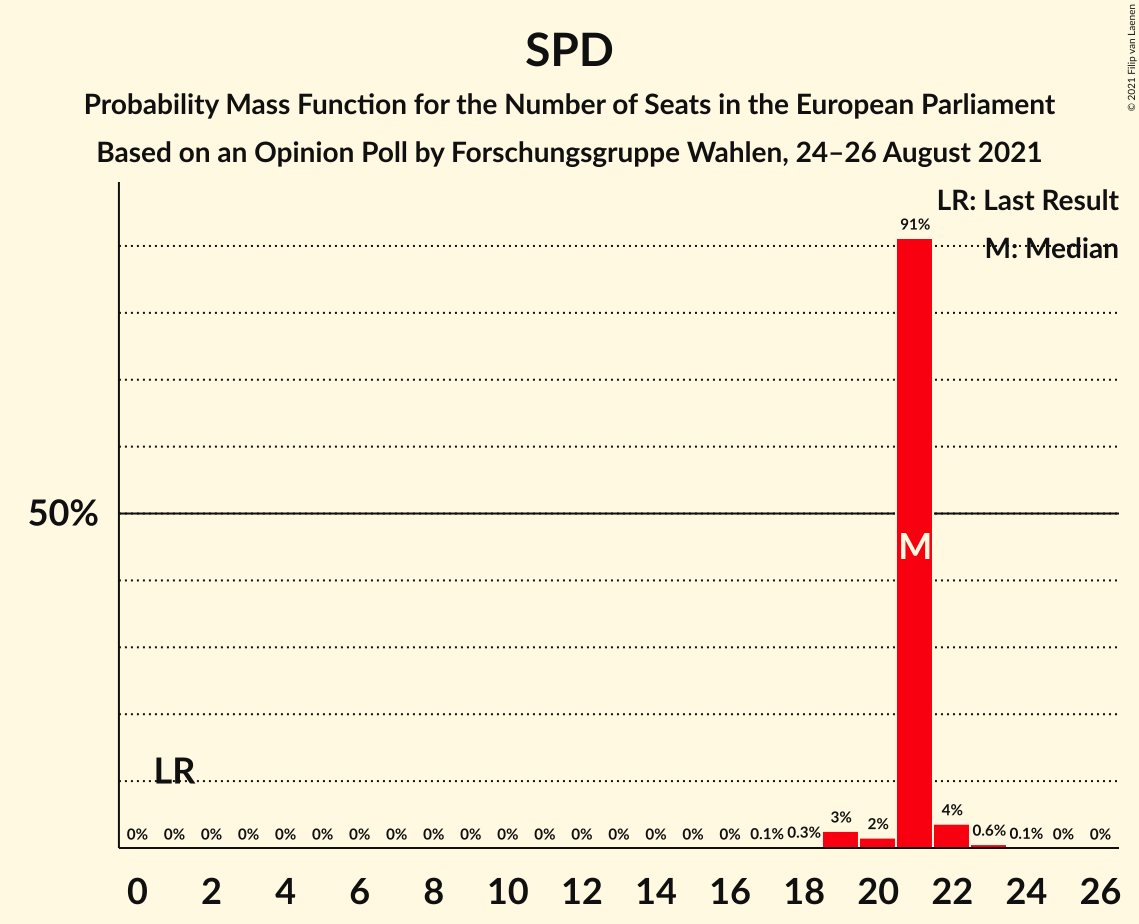 SPD
Probability Mass Function for the Number of Seats in the European Parliament
Based on an Opinion Poll by Forschungsgruppe Wahlen, 24–26 August 2021
© 2021 Filip van Laenen
LR: Last Result
M: Median
91%
50%
M
LR
0% 0% 0% 0% 0% 0% 0% 0% 0% 0% 0% 0% 0% 0% 0% 0% 0% 0.1% 0.3% 3% 2% 4% 0.6% 0.1% 0% 0%
0 2 4 6 8 10 12 14 16 18 20 22 24 26